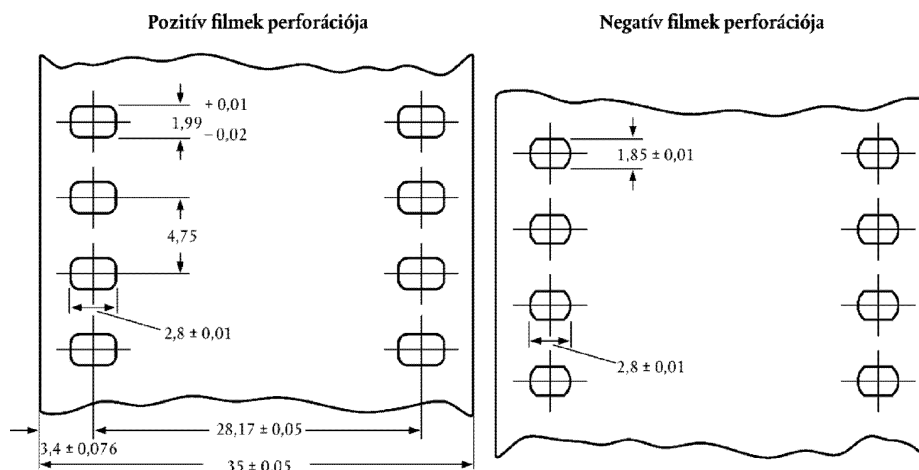 Pozitív filmek perforációja
+ 0,01
1,99
− 0,02
4,75
2,8 ± 0,01
28,17 ± 0,05
3,4 ± 0,076
35 ± 0,05
Negatív filmek perforációja
1,85 ± 0,01
2,8 ± 0,01